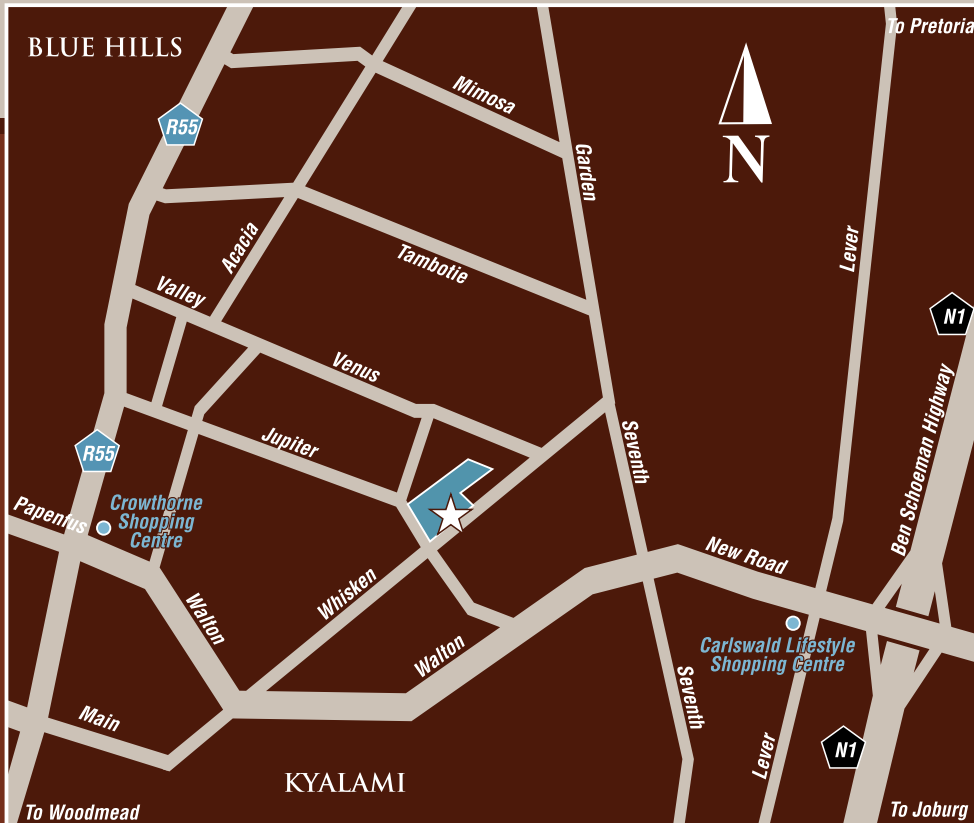 To Pretoria
BLUE HILLS
Mimosa
R55
Garden
N
Acacia
Tambotie
Lever
Valley
N1
Venus
Ben Schoeman Highway
Jupiter
Seventh
R55
Crowthorne
Shopping
Centre
Papenfus
New Road
Whisken
Walton
Walton
Carlswald Lifestyle
Shopping Centre
Seventh
Main
Lever
N1
KYALAMI
To Woodmead
To Joburg